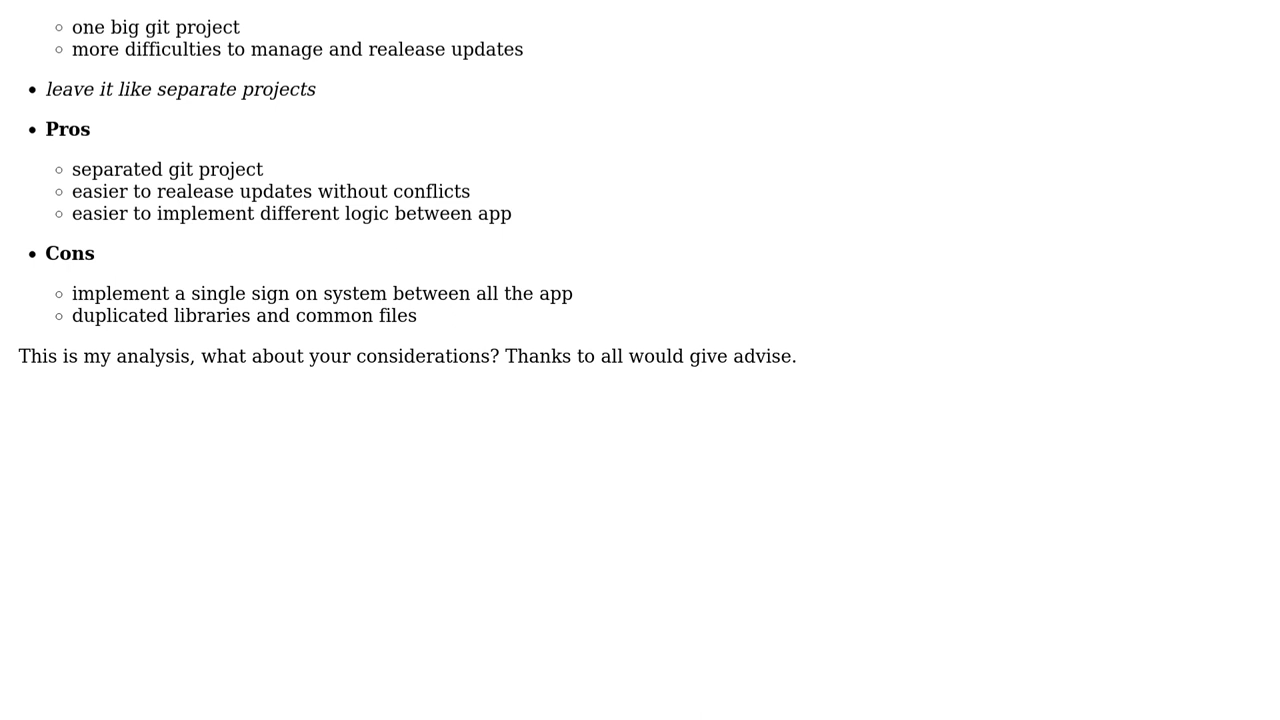 one big git project
more difficulties to manage and realease updates
leave it like separate projects
Pros
separated git project
easier to realease updates without conflicts
easier to implement different logic between app
Cons
implement a single sign on system between all the app
duplicated libraries and common files
This is my analysis, what about your considerations? Thanks to all would give advise.